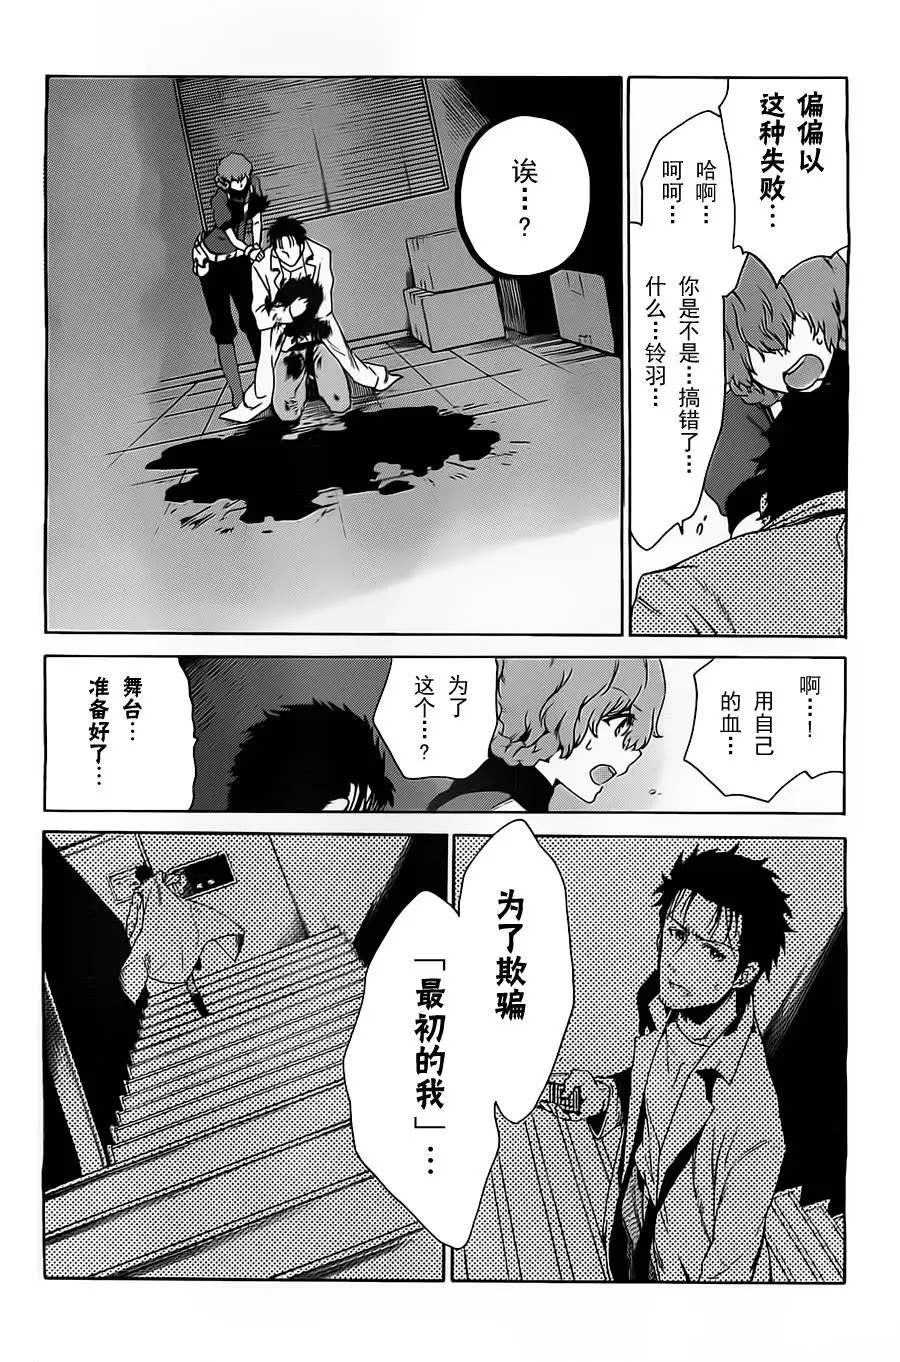 偏偏以
这种失败…
哈啊…
呵呵…
你是不是…搞错了…
什么…铃羽…
诶…?
啊…!
用自己
的血…
为了
这个…?
舞台…
准备好了…
为了欺骗
「最初的我」…